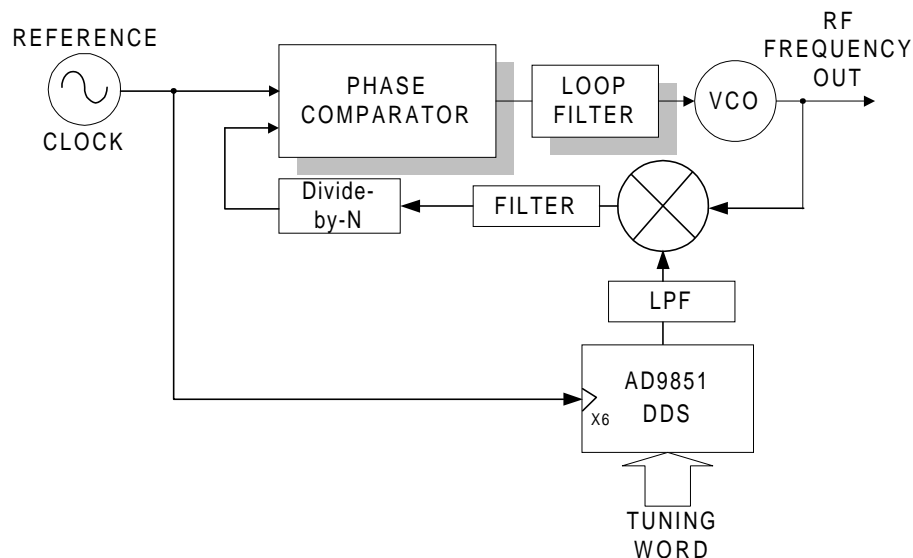 REFERENCE
CLOCK
PHASE
COMPARATOR
LOOP
FILTER
VCO
RF
FREQUENCY
OUT
Divide-
by-N
FILTER
LPF
AD9851
DDS
X6
TUNING
WORD